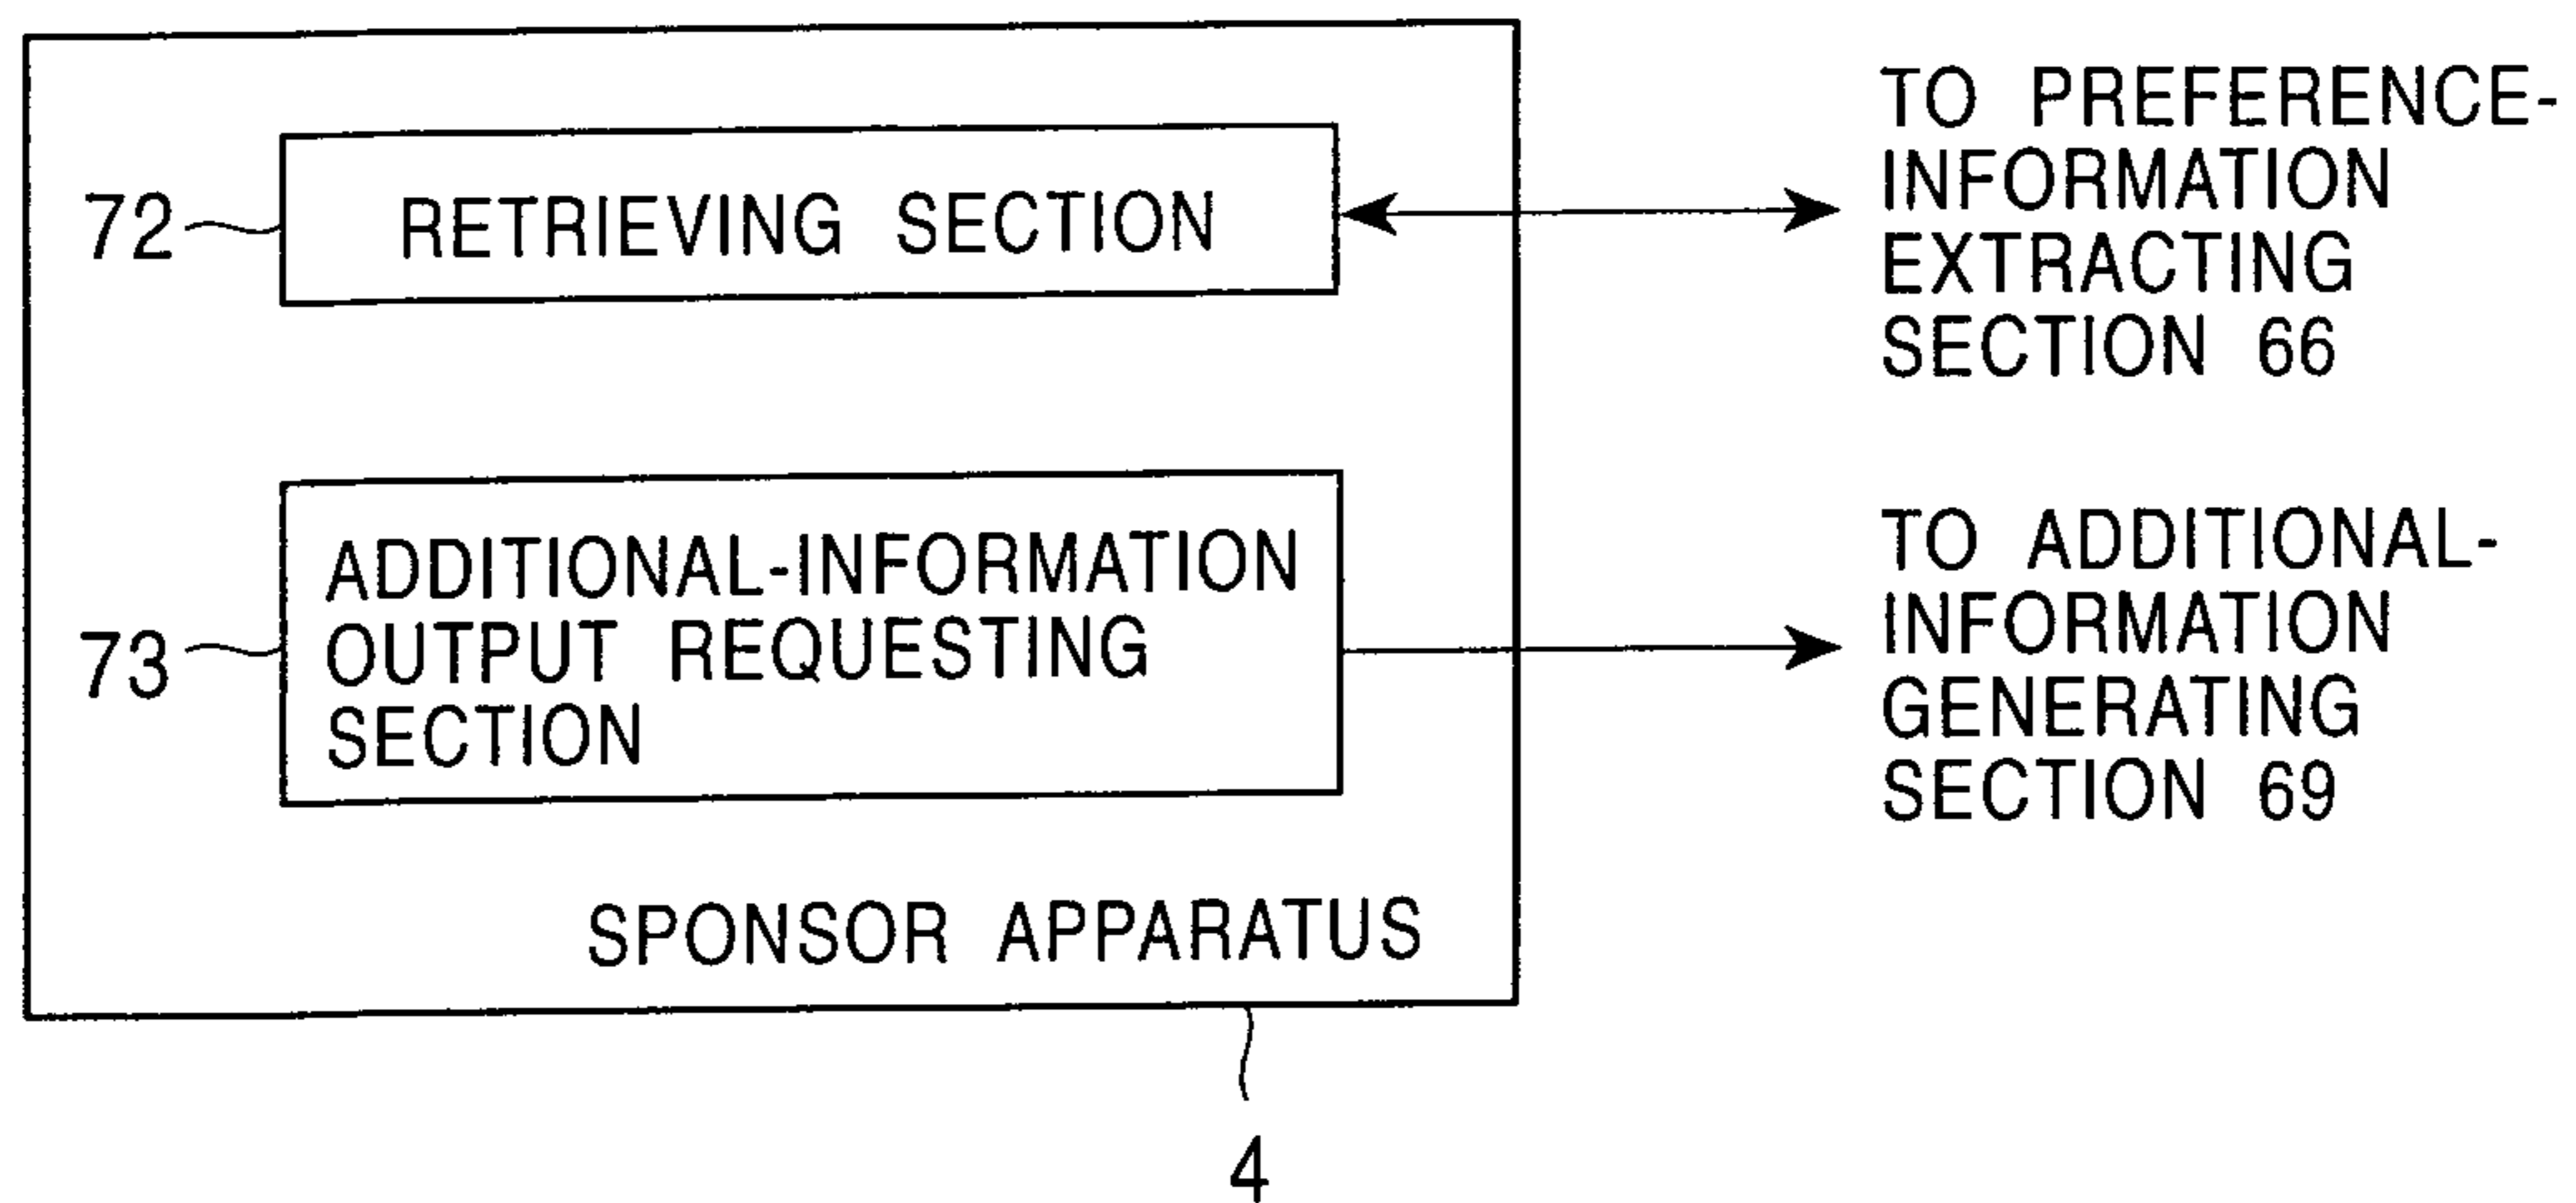 72
RETRIEVING SECTION
TO PREFERENCE-
INFORMATION
EXTRACTING
SECTION 66
73
ADDITIONAL-INFORMATION
OUTPUT REQUESTING
SECTION
TO ADDITIONAL-
INFORMATION
GENERATING
SECTION 69
SPONSOR APPARATUS
4